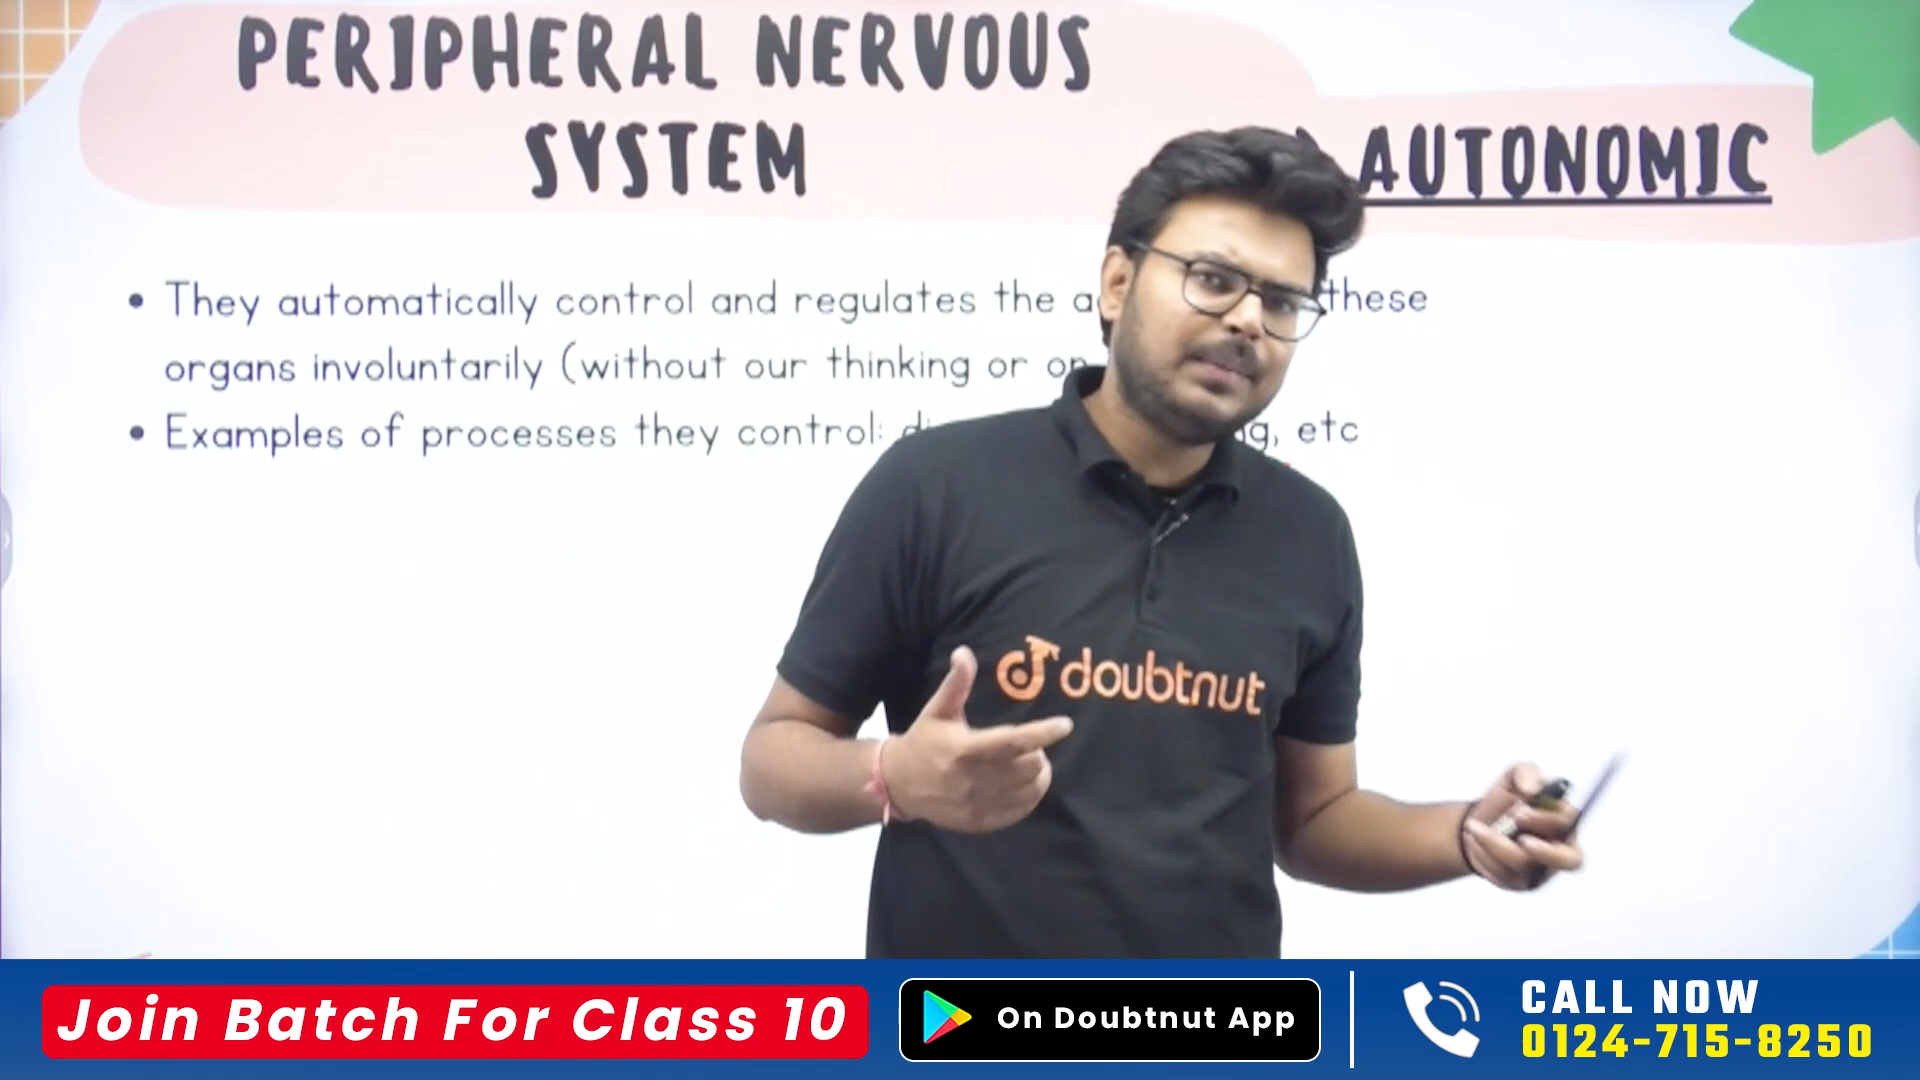 PERIPHERAL NERVOUS
SYSTEM
AUTONOMIC
• They automatically control and regulates the these
organs involuntarily (without our thinking or
• Examples of processes they control: etc
doubtnut
Join Batch For Class 10
On Doubtnut App
CALL NOW
0124-715-8250